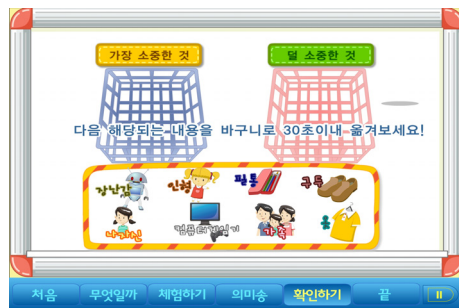 가장 소중한 것
덜 소중한 것
다음 해당되는 내용을 바구니로 30초이내 옮겨보세요!
장난감
인형
필통
구두
나자신
컴퓨터게임기
가족
옷
처음
무엇일까
체험하기
의미송
확인하기
끝